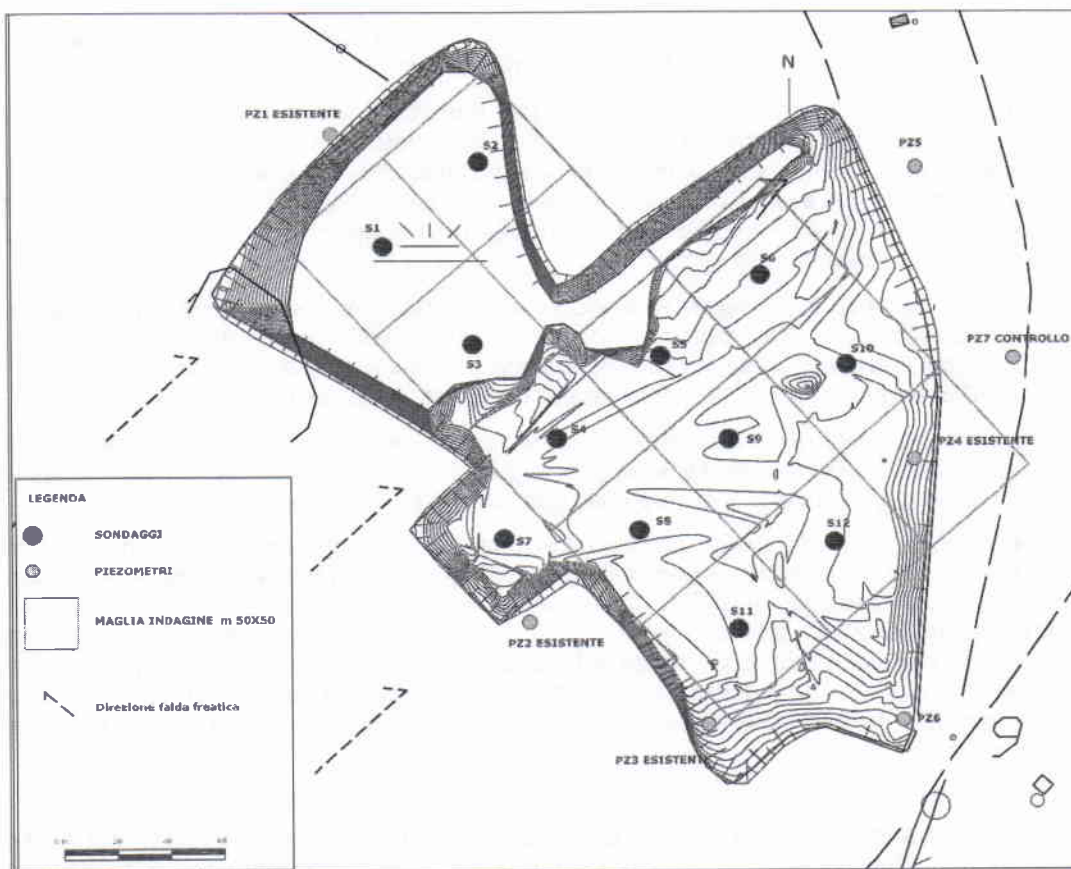 N
PZ1 ESISTENTE
S2
PZ5
S1
S6
S3
S5
S10
PZ7 CONTROLLO
S4
S9
PZ4 ESISTENTE
S7
S8
S12
S11
PZ2 ESISTENTE
PZ3 ESISTENTE
PZ6
9
LEGENDA
SONDAGGI
PIEZOMETRI
MAGLIA INDAGINE m 50X50
Direzione falda freatica